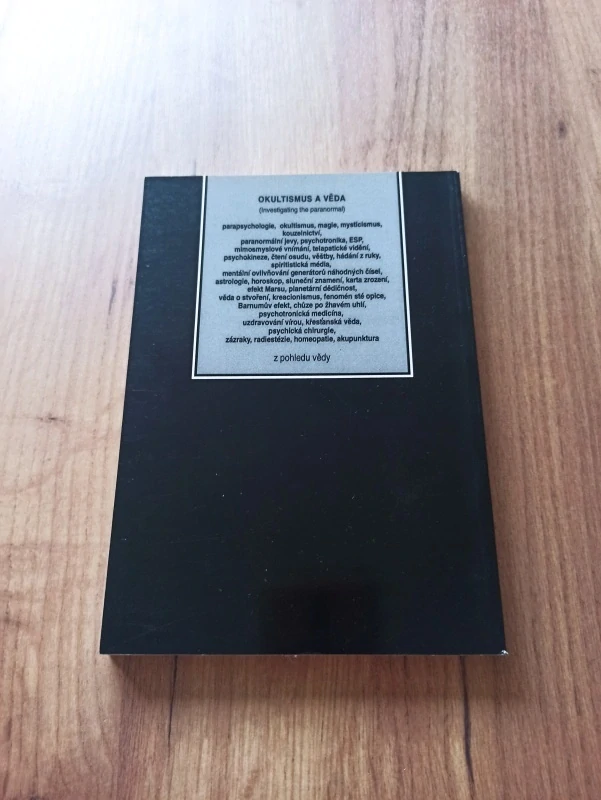 OKULTISMUS A VĚDA
(Investigating the paranormal)
parapsychologie, okultismus, magie, mysticismus,
kouzelnictví,
paranormální jevy, psychotronika, ESP,
mimosmyslové vnímání, telepatické vidění,
psychokineze, čtení osudu, věštby, hádání z ruky,
spiritistická média,
mentální ovlivňování generátorů náhodných čísel,
astrologie, horoskop, sluneční znamení, karta zrození,
efekt Marsu, planetární dědičnost,
věda o stvoření, kreacionismus, fenomén sté opice,
Barnumův efekt, chůze po žhavém uhlí,
psychotronická medicína,
uzdravování vírou, křesťanská věda,
psychická chirurgie,
zázraky, radiestézie, homeopatie, akupunktura
z pohledu vědy